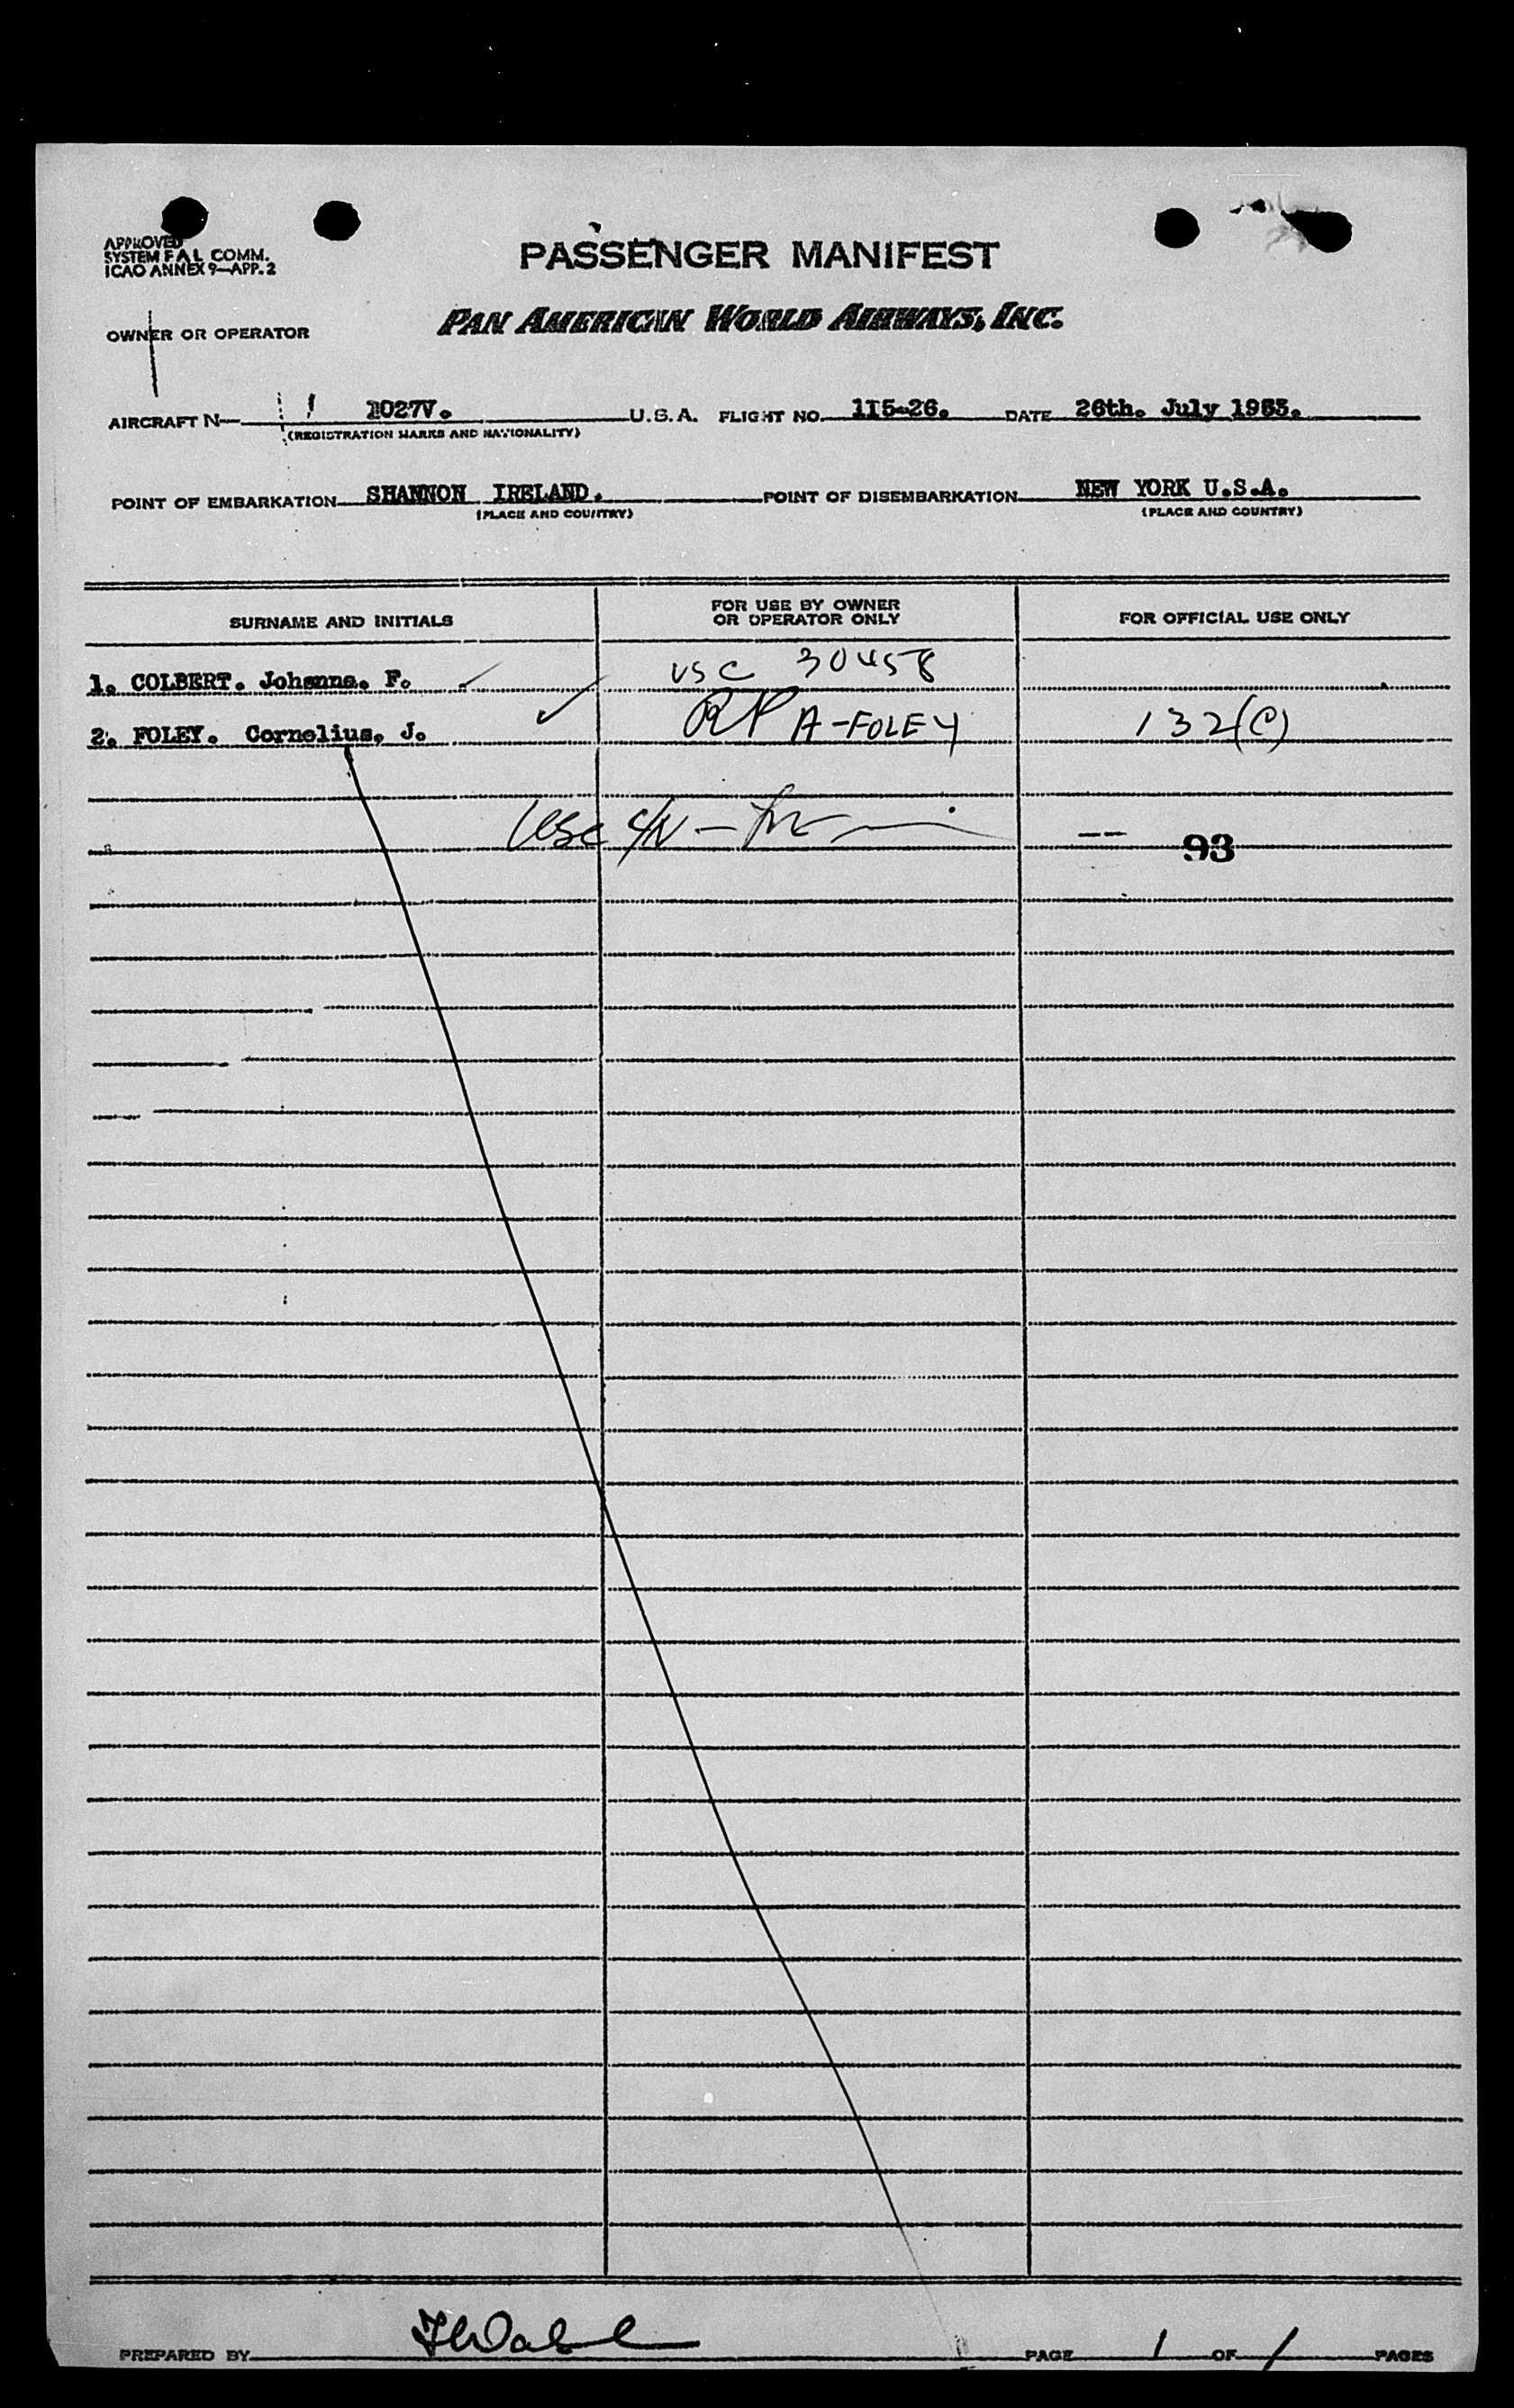 APPROVED
SYSTEM FAL COMM.
ICAO ANNEX 9—APP. 2
PASSENGER MANIFEST
OWNER OR OPERATOR PAN AMERICAN WORLD AIRWAYS, INC.
AIRCRAFT N— 1027V. U.S.A. FLIGHT NO. 115-26. DATE 26th. July 1953.
(REGISTRATION MARKS AND NATIONALITY)
POINT OF EMBARKATION SHANNON IRELAND. POINT OF DISEMBARKATION NEW YORK U.S.A.
(PLACE AND COUNTRY) (PLACE AND COUNTRY)
SURNAME AND INITIALS FOR USE BY OWNER OR OPERATOR ONLY FOR OFFICIAL USE ONLY
1. COLBERT. Johanna. F. USC 30458
2. FOLEY. Cornelius. J. RP A-FOLEY 132(C)
USC C/N —
93
PREPARED BY PAGE 1 OF 1 PAGES